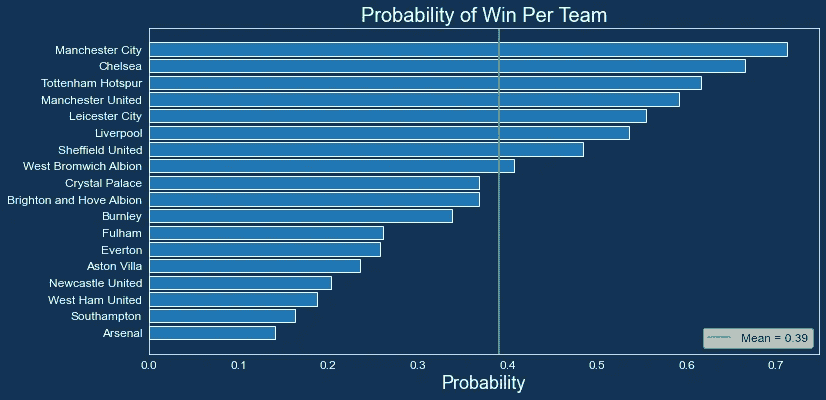 Probability of Win Per Team
Manchester City
Chelsea
Tottenham Hotspur
Manchester United
Leicester City
Liverpool
Sheffield United
West Bromwich Albion
Crystal Palace
Brighton and Hove Albion
Burnley
Fulham
Everton
Aston Villa
Newcastle United
West Ham United
Southampton
Arsenal
Mean = 0.39
0.0 0.1 0.2 0.3 0.4 0.5 0.6 0.7
Probability